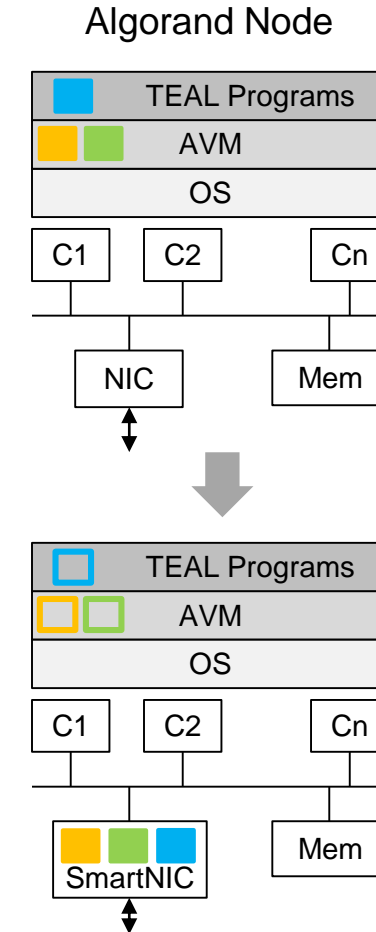 Algorand Node
TEAL Programs
AVM
OS
C1 C2 Cn
NIC Mem
TEAL Programs
AVM
OS
C1 C2 Cn
SmartNIC Mem